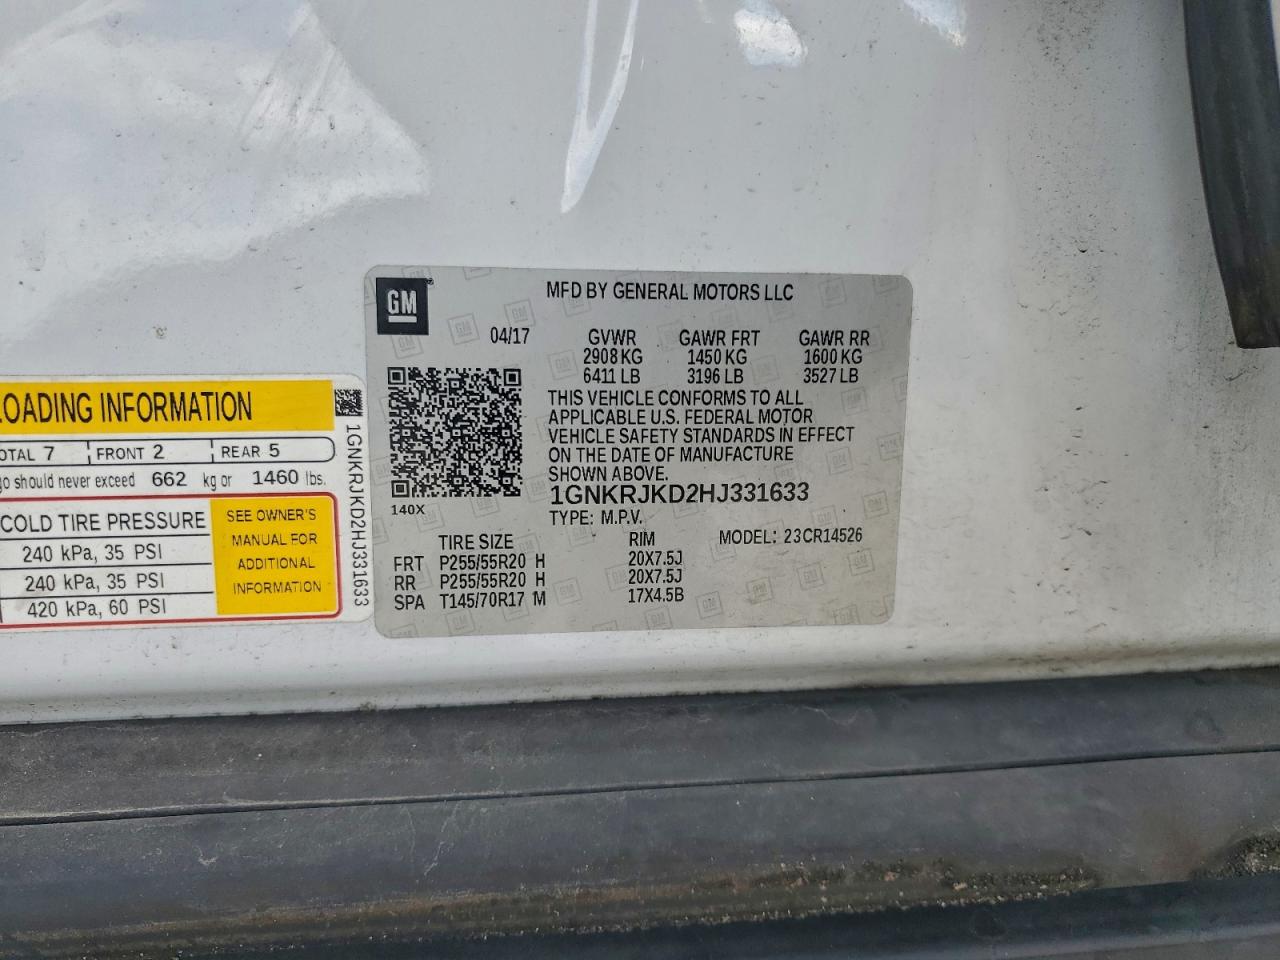 GM
MFD BY GENERAL MOTORS LLC
04/17 GVWR GAWR FRT GAWR RR
2908 KG 1450 KG 1600 KG
6411 LB 3196 LB 3527 LB
THIS VEHICLE CONFORMS TO ALL
APPLICABLE U.S. FEDERAL MOTOR
VEHICLE SAFETY STANDARDS IN EFFECT
ON THE DATE OF MANUFACTURE
SHOWN ABOVE.
1GNKRJKD2HJ331633
140X
TYPE: M.P.V. MODEL: 23CR14526
TIRE SIZE RIM
FRT P255/55R20 H 20X7.5J
RR P255/55R20 H 20X7.5J
SPA T145/70R17 M 17X4.5B
LOADING INFORMATION
OTAL 7 FRONT 2 REAR 5
go should never exceed 662 kg or 1460 lbs.
COLD TIRE PRESSURE
240 kPa, 35 PSI
240 kPa, 35 PSI
420 kPa, 60 PSI
SEE OWNER'S
MANUAL FOR
ADDITIONAL
INFORMATION
1GNKRJKD2HJ331633